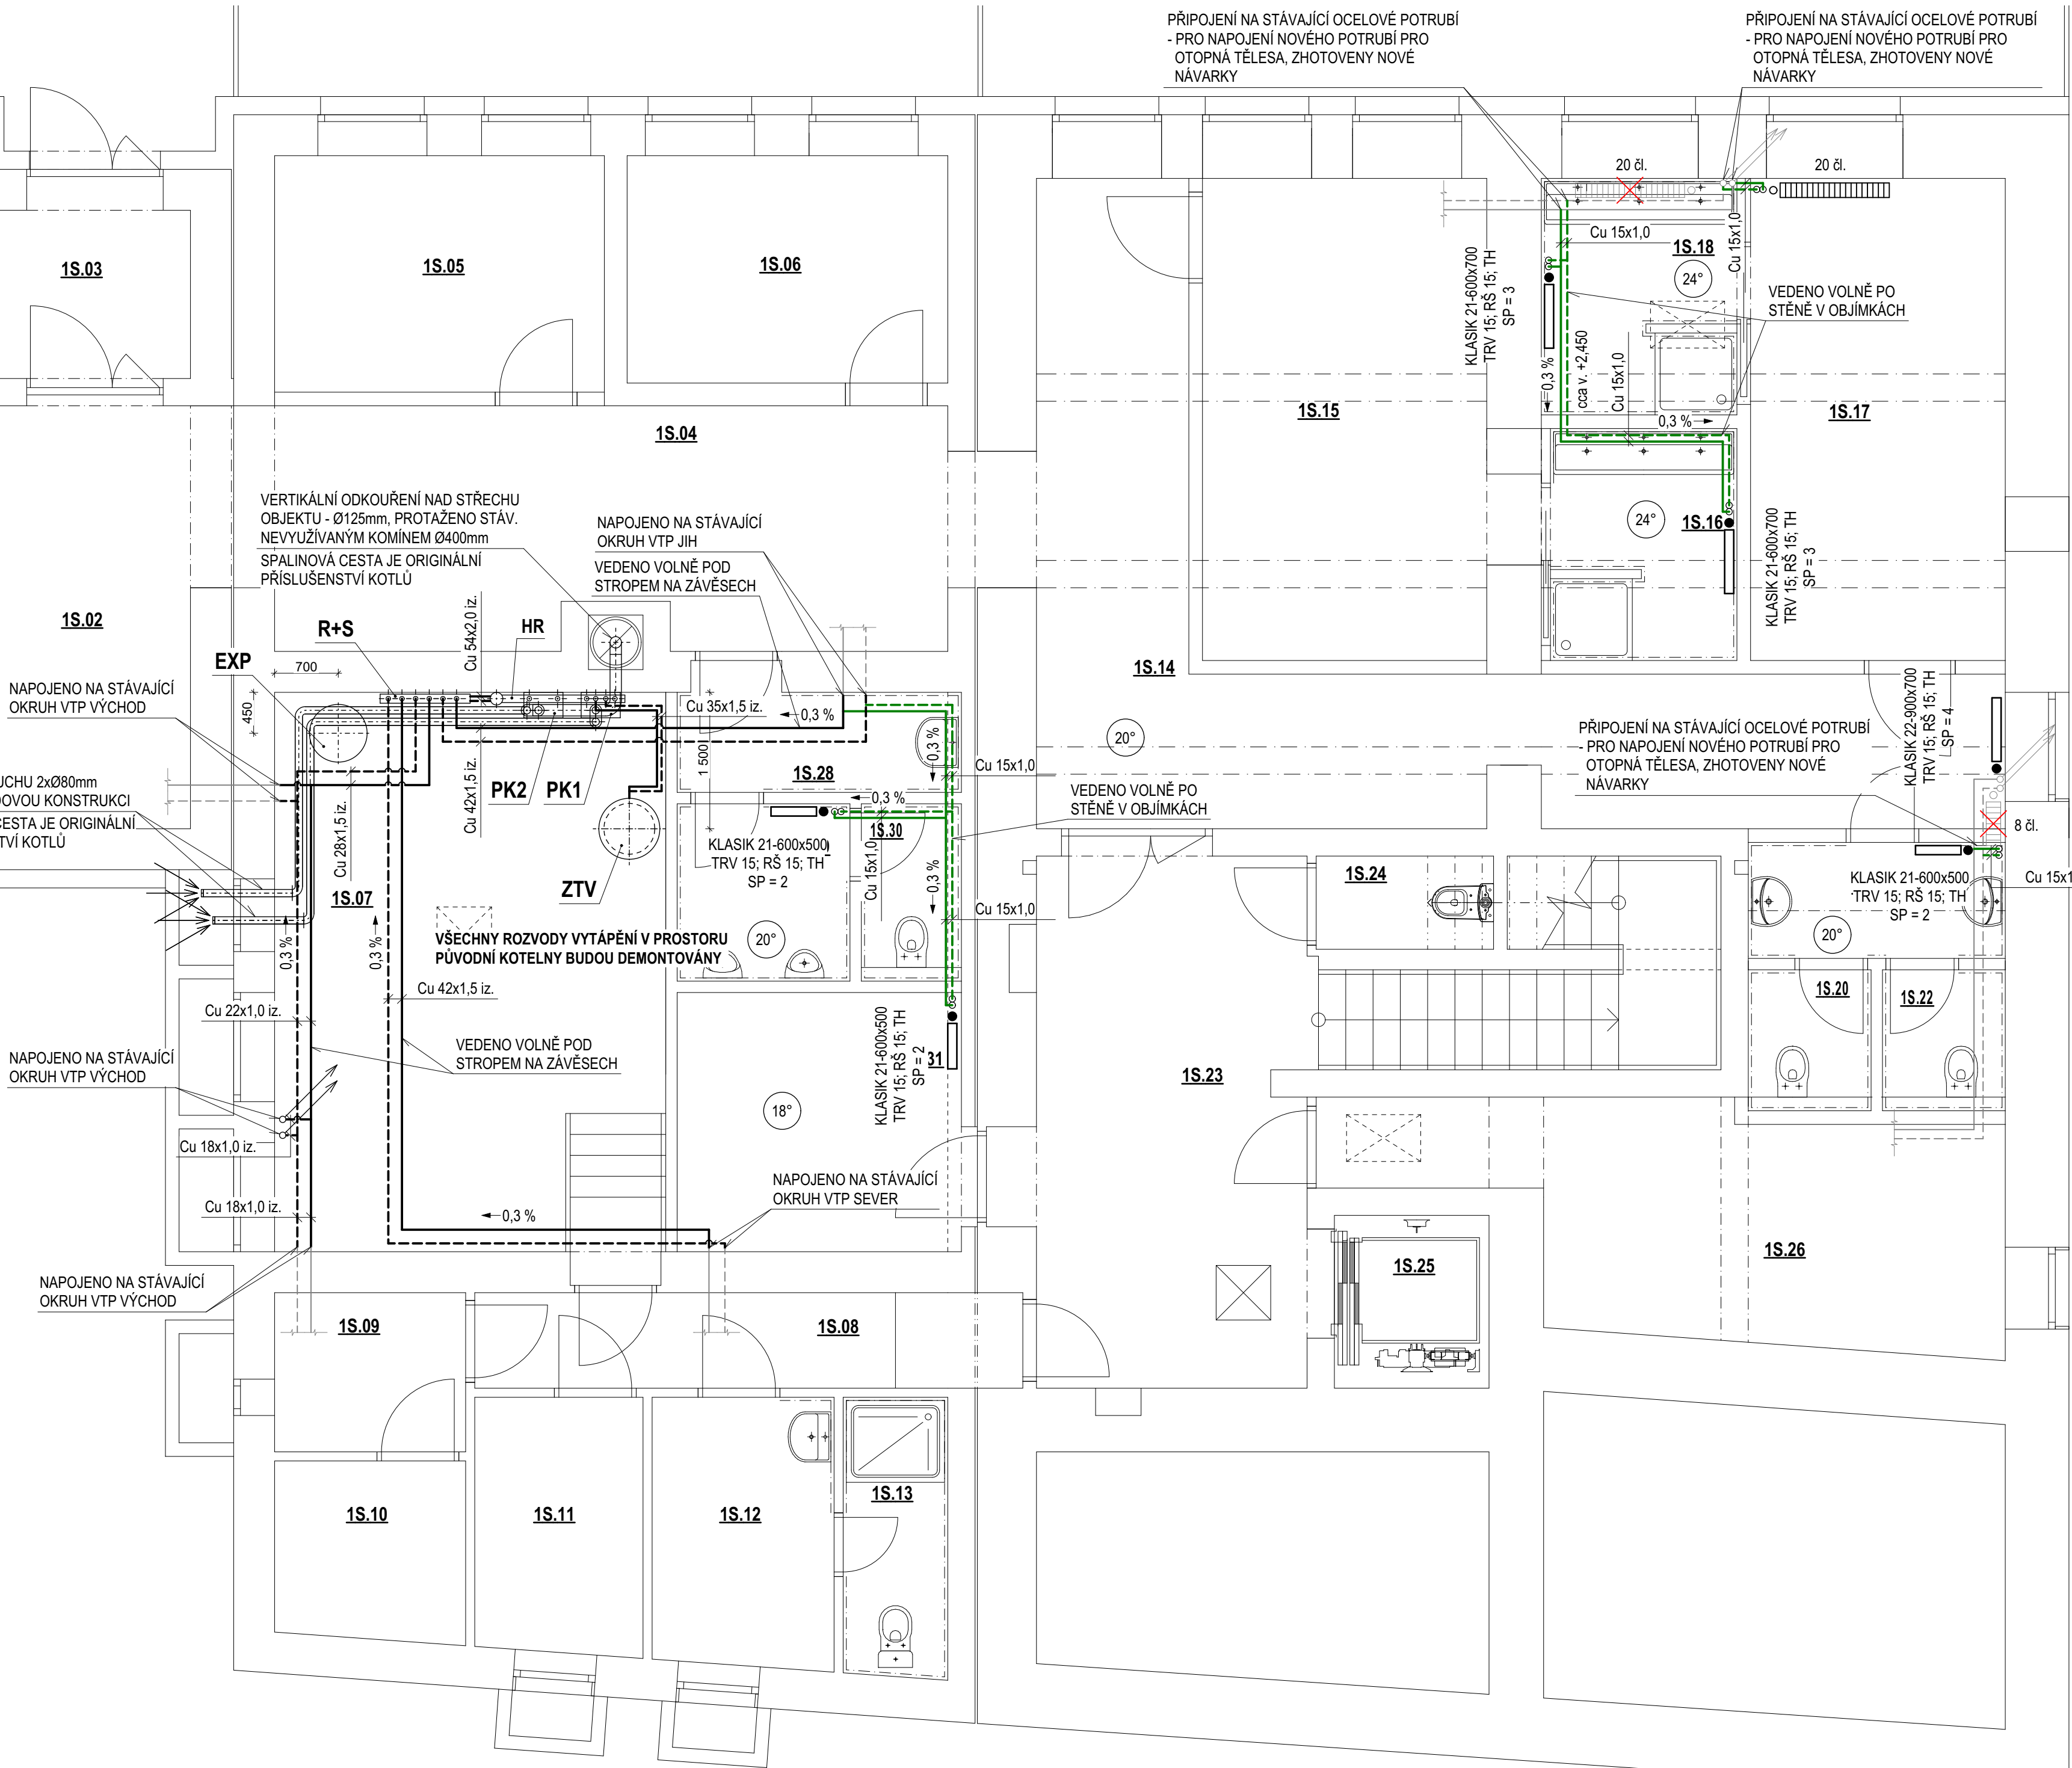 PŘIPOJENÍ NA STÁVAJÍCÍ OCELOVÉ POTRUBÍ
- PRO NAPOJENÍ NOVÉHO POTRUBÍ PRO
OTOPNÁ TĚLESA, ZHOTOVENY NOVÉ
NÁVARKY
PŘIPOJENÍ NA STÁVAJÍCÍ OCELOVÉ POTRUBÍ
- PRO NAPOJENÍ NOVÉHO POTRUBÍ PRO
OTOPNÁ TĚLESA, ZHOTOVENY NOVÉ
NÁVARKY
20 čl.
20 čl.
Cu 15x1,0
1S.18
Cu 15x1,0
24°
KLASIK 21-600x700
TRV 15; RŠ 15; TH
SP = 3
VEDENO VOLNĚ PO
STĚNĚ V OBJÍMKÁCH
0,3 %
cca v. +2,450
Cu 15x1,0
0,3 %
1S.03
1S.05
1S.06
1S.04
1S.15
1S.17
VERTIKÁLNÍ ODKOUŘENÍ NAD STŘECHU
OBJEKTU - Ø125mm, PROTAŽENO STÁV.
NEVYUŽÍVANÝM KOMÍNEM Ø400mm
SPALINOVÁ CESTA JE ORIGINÁLNÍ
PŘÍSLUŠENSTVÍ KOTLŮ
NAPOJENO NA STÁVAJÍCÍ
OKRUH VTP JIH
VEDENO VOLNĚ POD
STROPEM NA ZÁVĚSECH
24°
1S.16
KLASIK 21-600x700
TRV 15; RŠ 15; TH
SP = 3
1S.02
R+S
Cu 54x2,0 iz.
HR
EXP
700
450
1S.14
NAPOJENO NA STÁVAJÍCÍ
OKRUH VTP VÝCHOD
Cu 35x1,5 iz.
0,3 %
20°
KLASIK 22-900x700
TRV 15; RŠ 15; TH
SP = 4
PŘIPOJENÍ NA STÁVAJÍCÍ OCELOVÉ POTRUBÍ
- PRO NAPOJENÍ NOVÉHO POTRUBÍ PRO
OTOPNÁ TĚLESA, ZHOTOVENY NOVÉ
NÁVARKY
1 500
1S.28
0,3 %
Cu 15x1,0
UCHU 2xØ80mm
DOVOU KONSTRUKCI
CESTA JE ORIGINÁLNÍ
TVÍ KOTLŮ
Cu 28x1,5 iz.
Cu 42x1,5 iz.
PK2
PK1
0,3 %
VEDENO VOLNĚ PO
STĚNĚ V OBJÍMKÁCH
8 čl.
1S.30
KLASIK 21-600x500
TRV 15; RŠ 15; TH
SP = 2
Cu 15x1,0
0,3 %
ZTV
1S.07
1S.24
KLASIK 21-600x500
TRV 15; RŠ 15; TH
SP = 2
Cu 15x1
Cu 15x1,0
0,3 %
0,3 %
VŠECHNY ROZVODY VYTÁPĚNÍ V PROSTORU
PŮVODNÍ KOTELNY BUDOU DEMONTOVÁNY
20°
20°
Cu 42x1,5 iz.
1S.20
1S.22
Cu 22x1,0 iz.
NAPOJENO NA STÁVAJÍCÍ
OKRUH VTP VÝCHOD
VEDENO VOLNĚ POD
STROPEM NA ZÁVĚSECH
KLASIK 21-600x500
TRV 15; RŠ 15; TH
SP = 2
31
1S.23
18°
Cu 18x1,0 iz.
NAPOJENO NA STÁVAJÍCÍ
OKRUH VTP SEVER
Cu 18x1,0 iz.
0,3 %
NAPOJENO NA STÁVAJÍCÍ
OKRUH VTP VÝCHOD
1S.25
1S.26
1S.09
1S.08
1S.10
1S.11
1S.12
1S.13